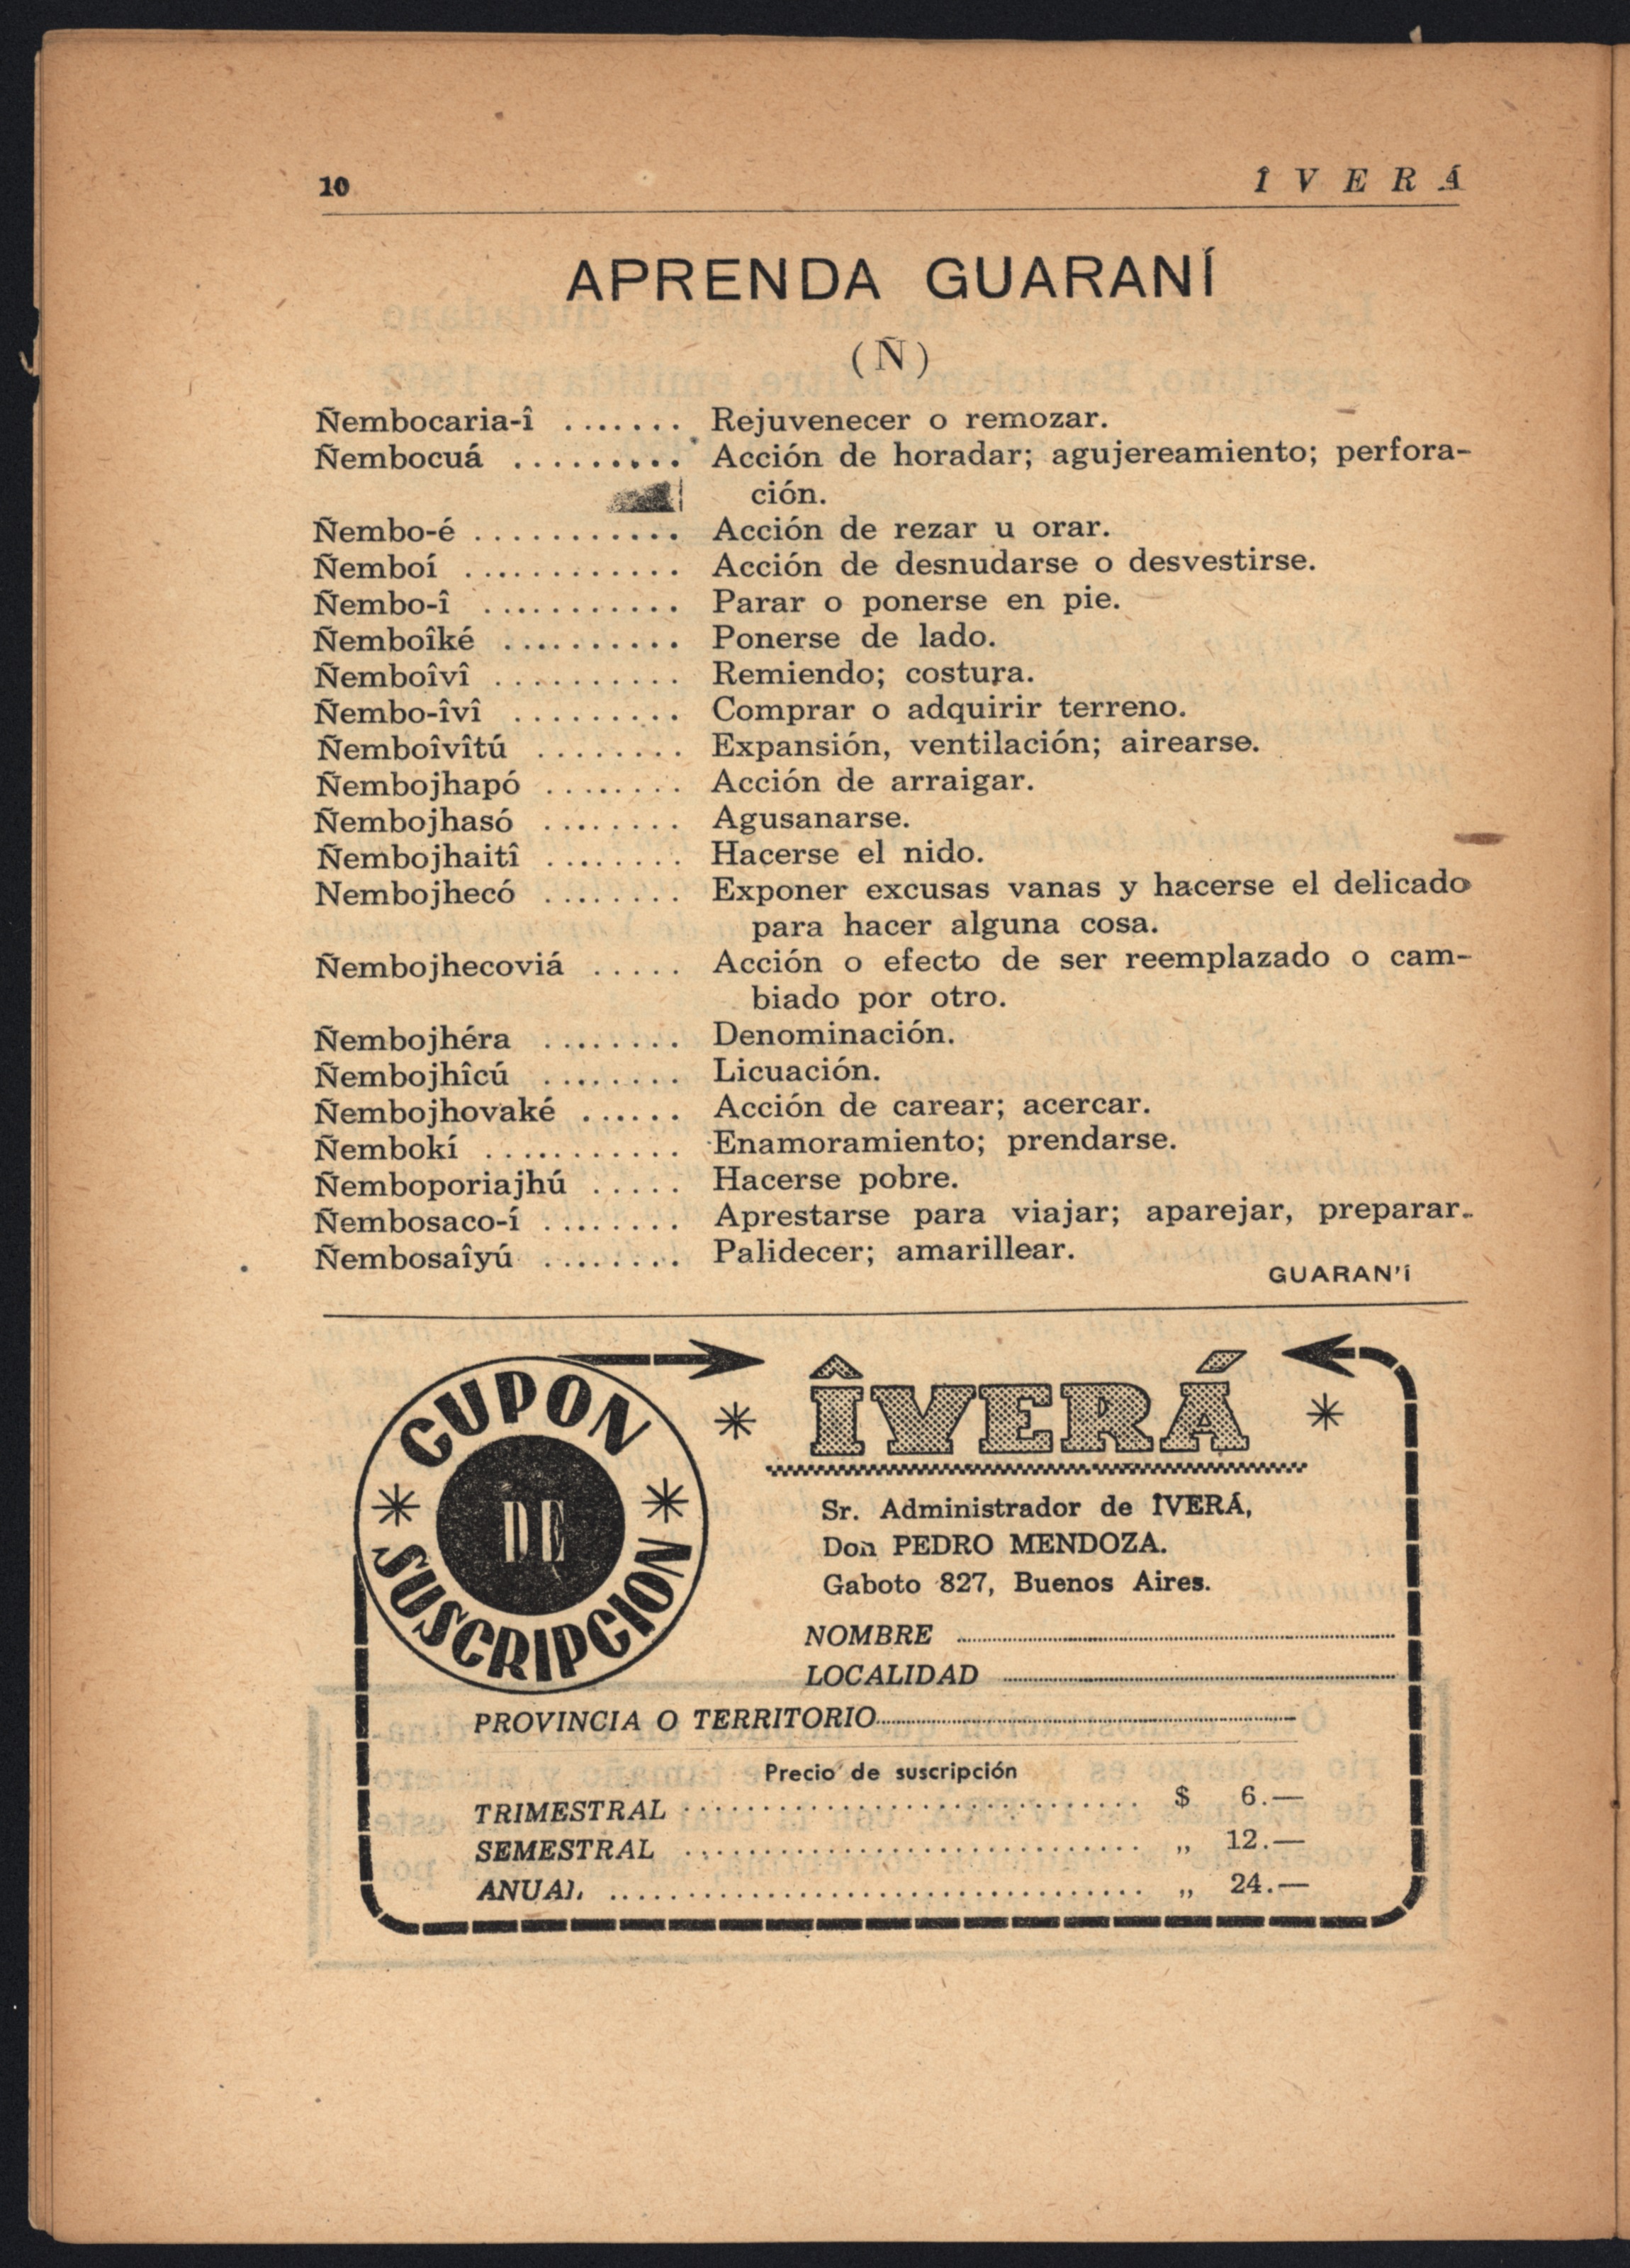 10
Î V E R Á
APRENDA GUARANÍ
(Ñ)
Ñembocaria-î ....... Rejuvenecer o remozar.
Ñembocuá ......... Acción de horadar; agujereamiento; perfora-
ción.
Ñembo-é ........... Acción de rezar u orar.
Ñemboí ............ Acción de desnudarse o desvestirse.
Ñembo-î ........... Parar o ponerse en pie.
Ñemboîké .......... Ponerse de lado.
Ñemboîvî .......... Remiendo; costura.
Ñembo-îvî ......... Comprar o adquirir terreno.
Ñemboîvîtú ........ Expansión, ventilación; airearse.
Ñembojhapó ........ Acción de arraigar.
Ñembojhasó ........ Agusanarse.
Ñembojhaitî ........ Hacerse el nido.
Nembojhecó ........ Exponer excusas vanas y hacerse el delicado
para hacer alguna cosa.
Ñembojhecoviá ..... Acción o efecto de ser reemplazado o cam-
biado por otro.
Ñembojhéra ........ Denominación.
Ñembojhîcú ........ Licuación.
Ñembojhovaké ...... Acción de carear; acercar.
Ñembokí ........... Enamoramiento; prendarse.
Ñemboporiajhú ..... Hacerse pobre.
Ñembosaco-í ........ Aprestarse para viajar; aparejar, preparar.
Ñembosaîyú ........ Palidecer; amarillear.
GUARAN'Í
CUPON
DE
SUSCRIPCION
ÎVERÁ
Sr. Administrador de ÎVERÁ,
Don PEDRO MENDOZA.
Gaboto 827, Buenos Aires.
NOMBRE
LOCALIDAD
PROVINCIA O TERRITORIO
Precio de suscripción
TRIMESTRAL ............................ $ 6.—
SEMESTRAL ............................ „ 12.—
ANUAL ................................ „ 24.—